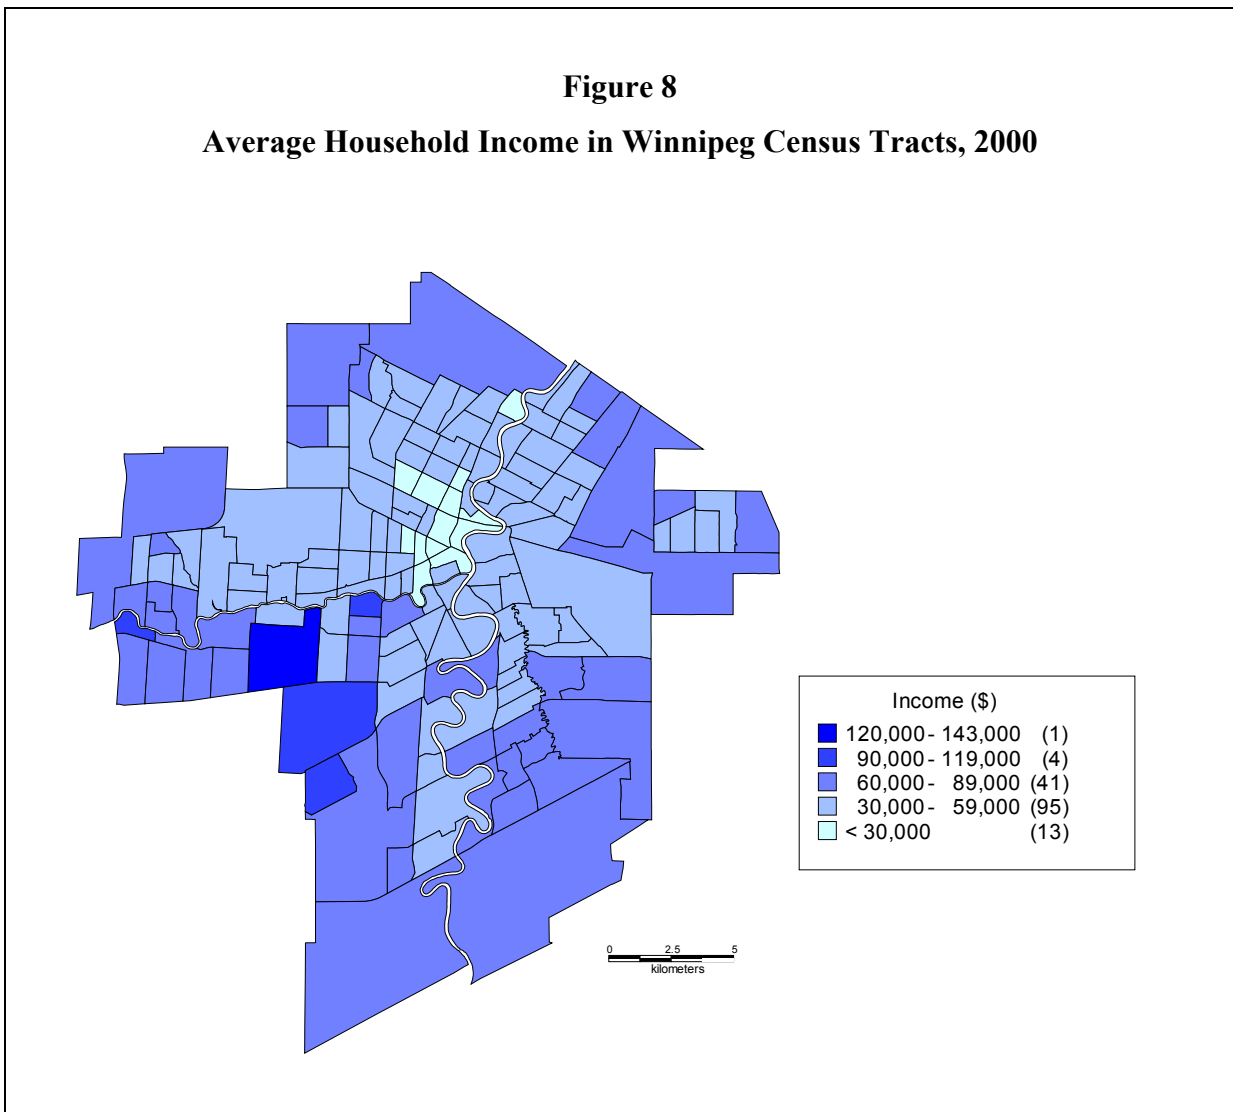 Figure 8
Average Household Income in Winnipeg Census Tracts, 2000
Income ($)
120,000 - 143,000 (1)
90,000 - 119,000 (4)
60,000 - 89,000 (41)
30,000 - 59,000 (95)
< 30,000 (13)
0 2.5 5
kilometers